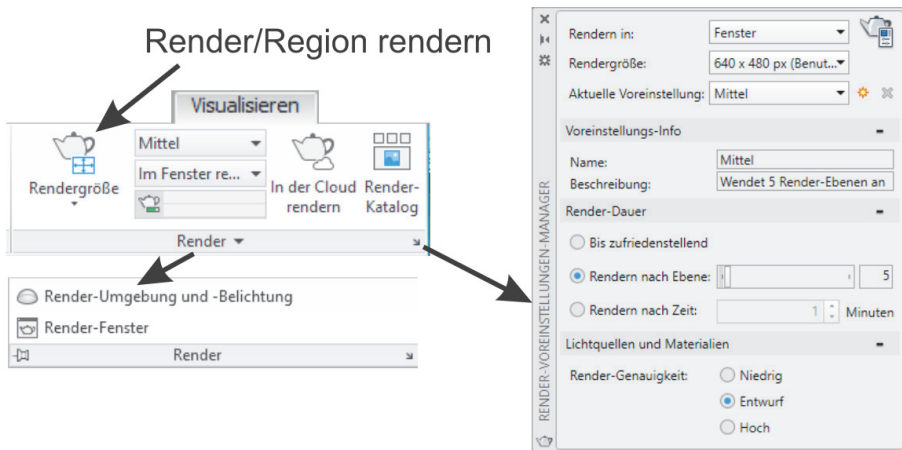 Render/Region rendern
Visualisieren
Rendergröße
Mittel
Im Fenster re...
In der Cloud
rendern
Render-
Katalog
Render
Render-Umgebung und -Belichtung
Render-Fenster
Render
RENDER-VOREINSTELLUNGEN-MANAGER
Rendern in: Fenster
Rendergröße: 640 x 480 px (Benut...
Aktuelle Voreinstellung: Mittel
Voreinstellungs-Info
Name: Mittel
Beschreibung: Wendet 5 Render-Ebenen an
Render-Dauer
Bis zufriedenstellend
Rendern nach Ebene: 5
Rendern nach Zeit: 1 Minuten
Lichtquellen und Materialien
Render-Genauigkeit: Niedrig
Entwurf
Hoch